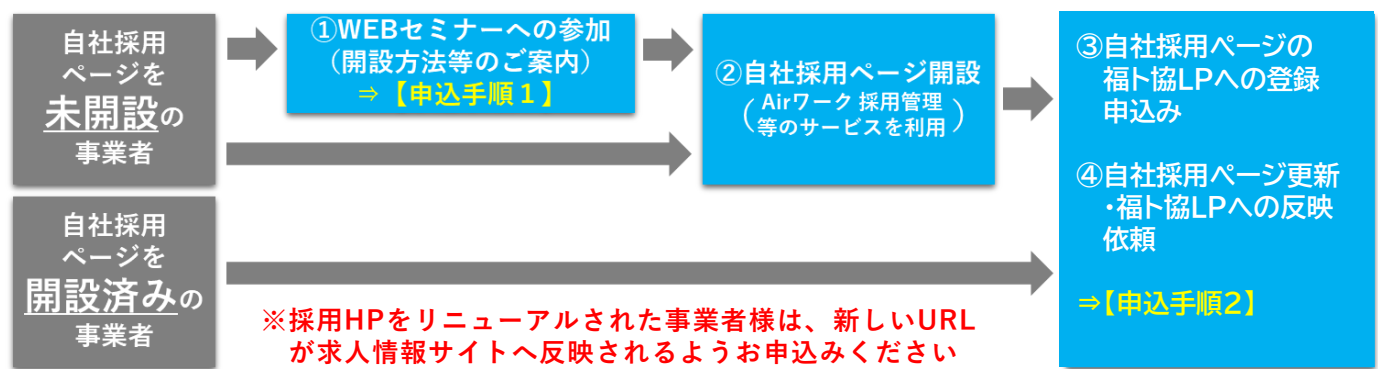 自社採用
ページを
未開設の
事業者
①WEBセミナーへの参加
（開設方法等のご案内）
⇒【申込手順１】
②自社採用ページ開設
（Airワーク 採用管理
等のサービスを利用）
③自社採用ページの
福ト協LPへの登録
申込み
④自社採用ページ更新
・福ト協LPへの反映
依頼
⇒【申込手順2】
自社採用
ページを
開設済みの
事業者
※採用HPをリニューアルされた事業者様は、新しいURL
が求人情報サイトへ反映されるようお申込みください